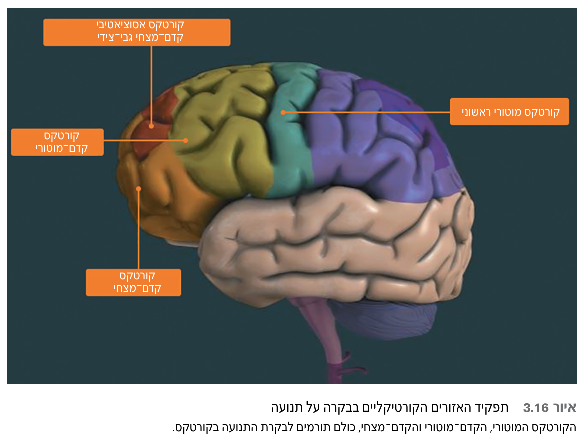 קורטקס אסוציאטיבי
קדם־מצחי גבי־צידי
קורטקס מוטורי ראשוני
קורטקס
קדם־מוטורי
קורטקס
קדם־מצחי
איור 3.16 תפקיד האזורים הקורטיקליים בבקרה על תנועה
הקורטקס המוטורי, הקדם־מוטורי והקדם־מצחי, כולם תורמים לבקרת התנועה בקורטקס.